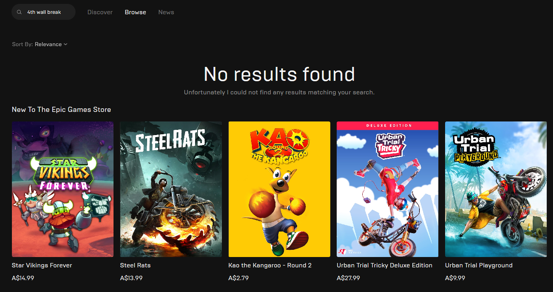 4th wall break
Discover
Browse
News
Sort By: Relevance
No results found
Unfortunately I could not find any results matching your search.
New To The Epic Games Store
STAR
VIKINGS
FOREVER
STEEL RATS
KAO
ROUND 2
THE KANGAROO
DELUXE EDITION
Urban
Trial
TRICKY
Urban
Trial
PLAYGROUND
Star Vikings Forever
Steel Rats
Kao the Kangaroo - Round 2
Urban Trial Tricky Deluxe Edition
Urban Trial Playground
A$14.99
A$13.99
A$2.79
A$27.99
A$9.99